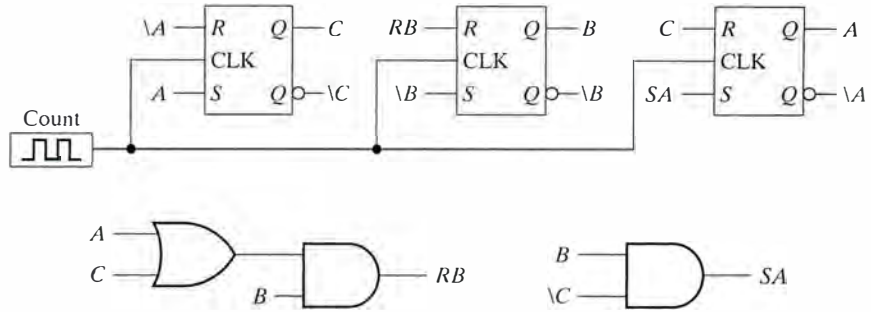 \A R Q C RB R Q B C R Q A
CLK CLK CLK
A S Q \C \B S Q \B SA S Q \A
Count
A
C
B
RB
B
\C
SA